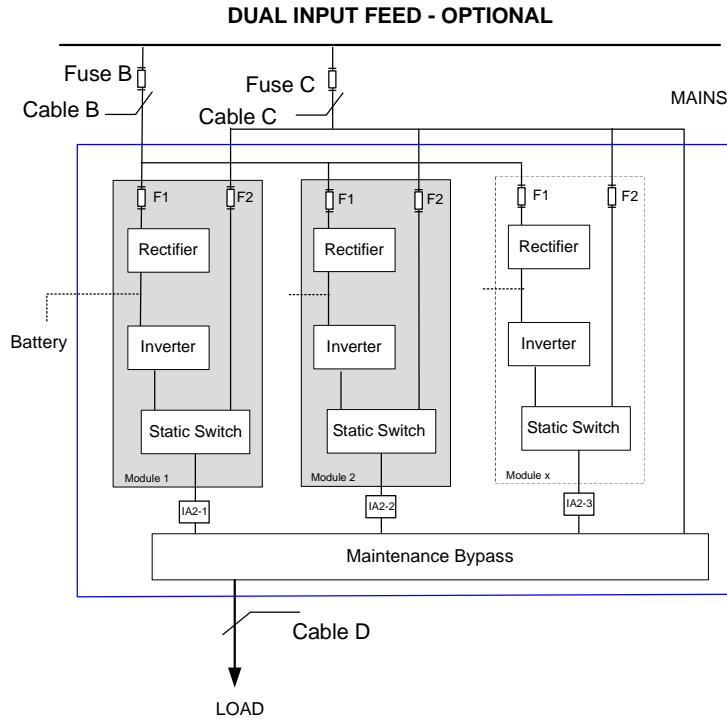 DUAL INPUT FEED - OPTIONAL
Fuse B
Fuse C
Cable B
Cable C
MAINS
F1
F2
F1
F2
F1
F2
Rectifier
Rectifier
Rectifier
Battery
Inverter
Inverter
Inverter
Static Switch
Static Switch
Static Switch
Module 1
Module 2
Module x
IA2-1
IA2-2
IA2-3
Maintenance Bypass
Cable D
LOAD